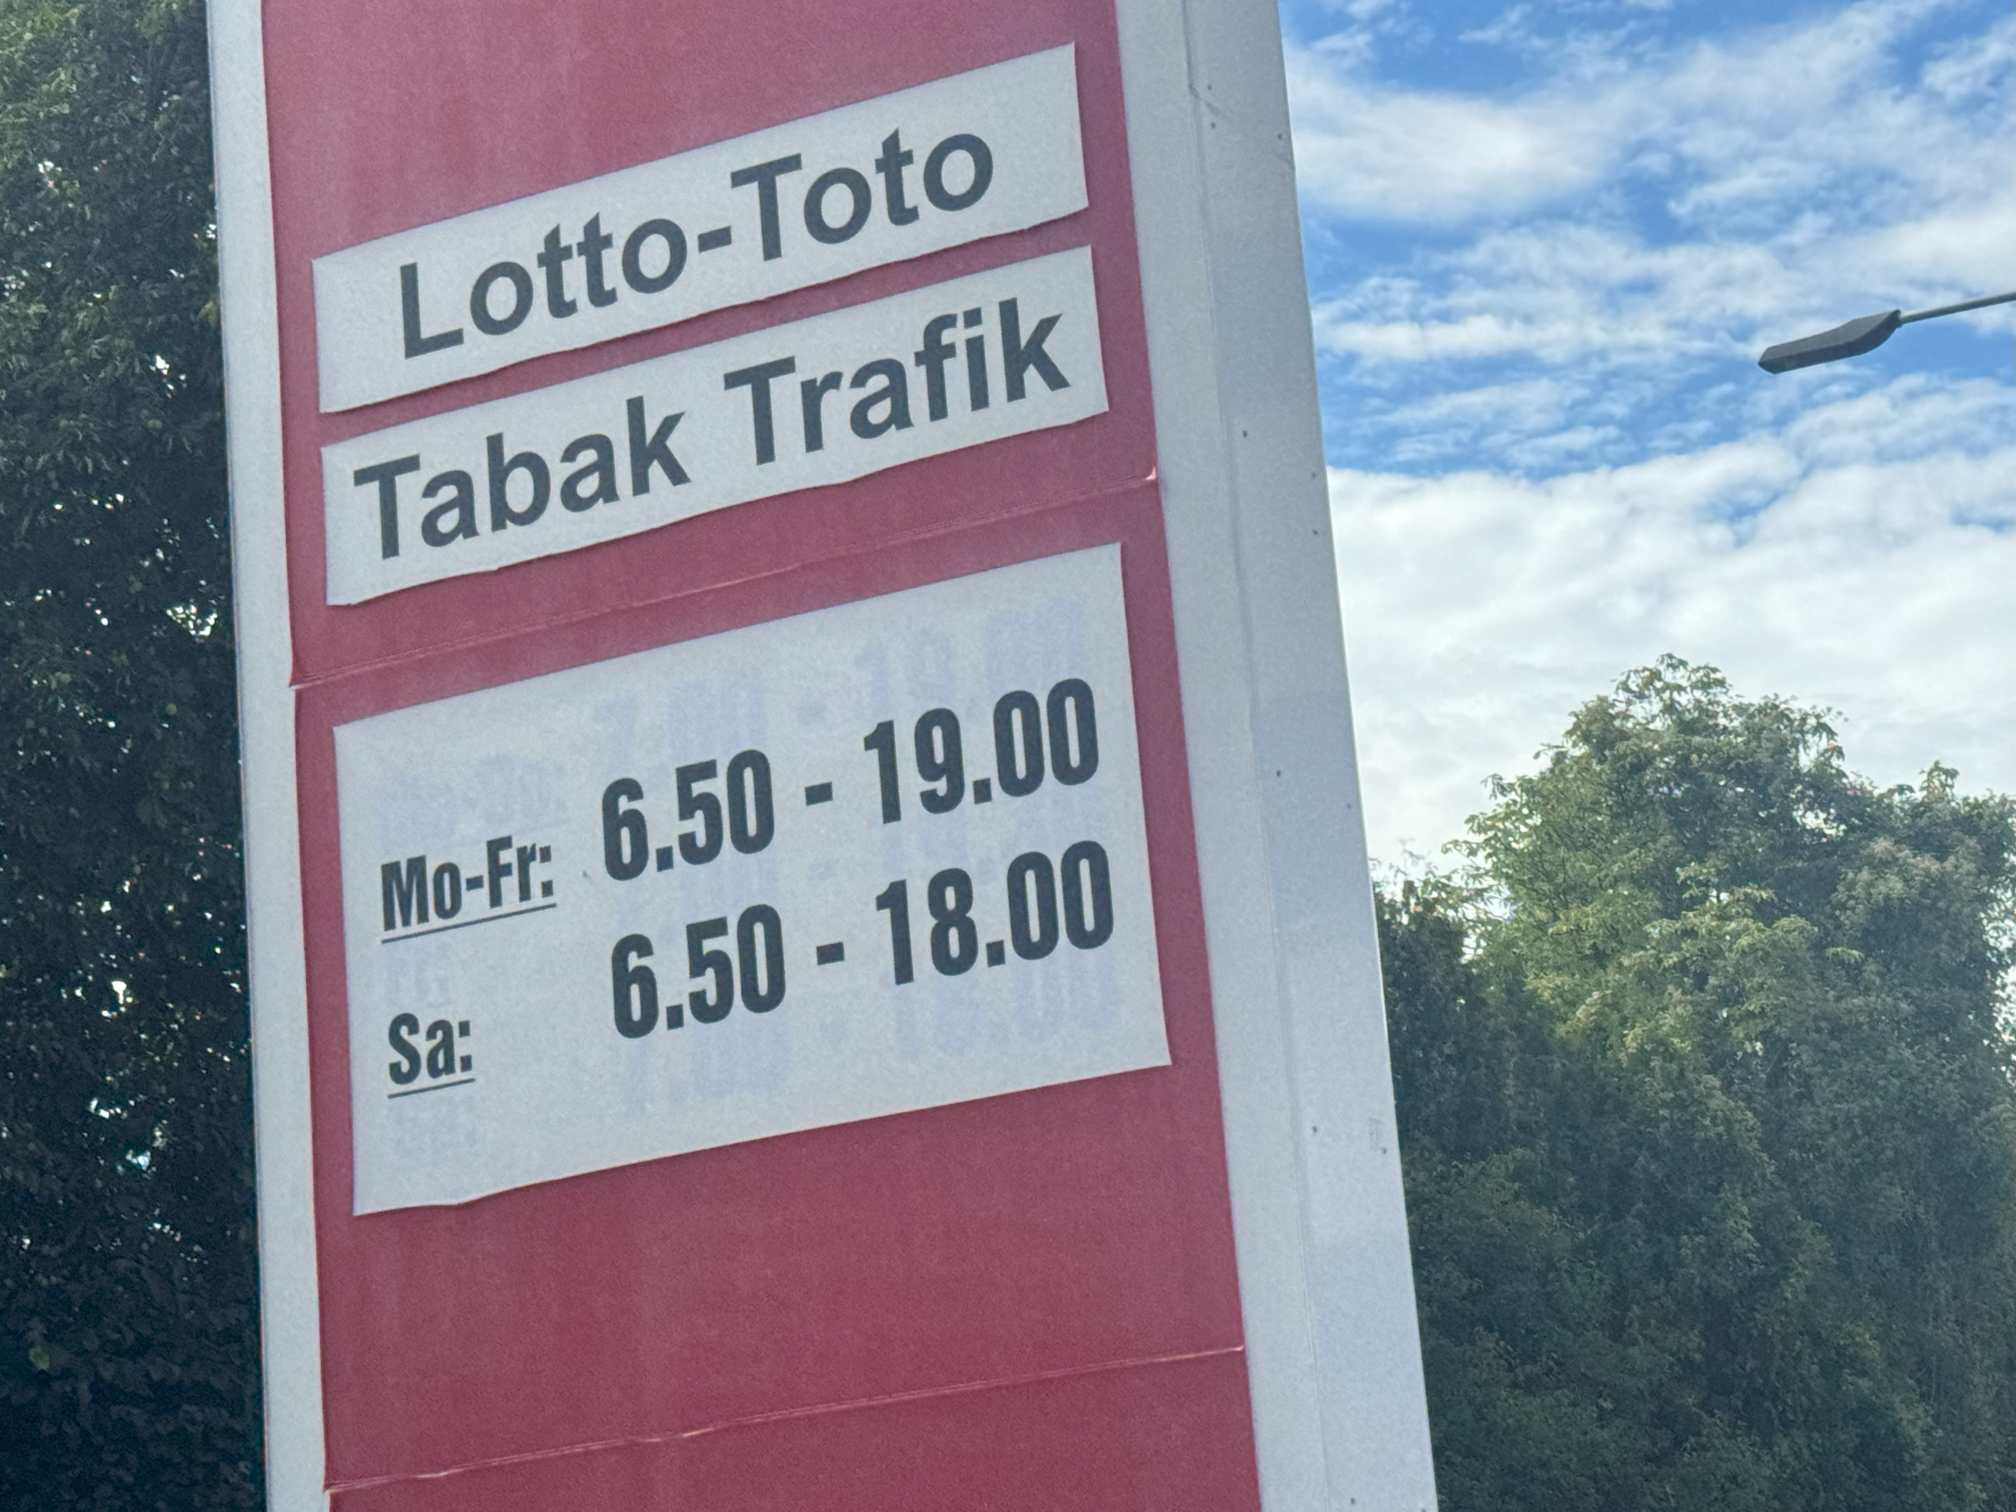 Lotto-Toto
Tabak Trafik
Mo-Fr: 6.50 - 19.00
Sa: 6.50 - 18.00